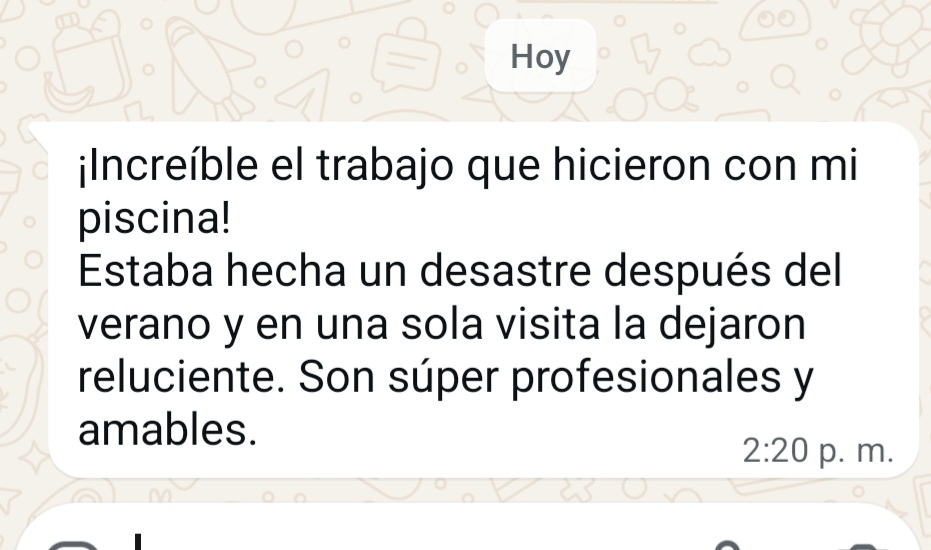 Hoy
¡Increíble el trabajo que hicieron con mi
piscina!
Estaba hecha un desastre después del
verano y en una sola visita la dejaron
reluciente. Son súper profesionales y
amables.
2:20 p. m.